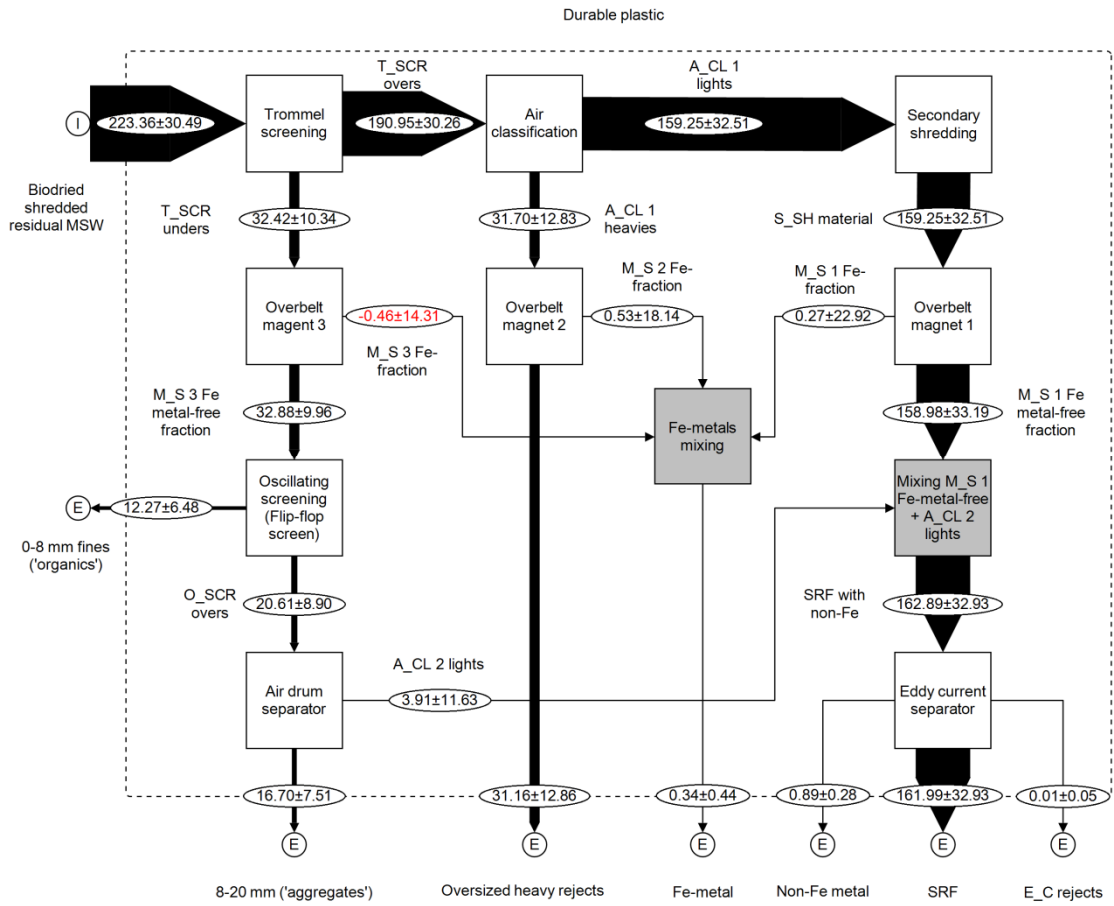 Durable plastic
T_SCR
overs
A_CL 1
lights
I
223.36±30.49
Trommel
screening
190.95±30.26
Air
classification
159.25±32.51
Secondary
shredding
Biodried
shredded
residual MSW
T_SCR
unders
32.42±10.34
31.70±12.83
A_CL 1
heavies
S_SH material
159.25±32.51
Overbelt
magent 3
-0.46±14.31
M_S 3 Fe-
fraction
Overbelt
magnet 2
M_S 2 Fe-
fraction
0.53±18.14
M_S 1 Fe-
fraction
0.27±22.92
Overbelt
magnet 1
M_S 3 Fe
metal-free
fraction
32.88±9.96
Fe-metals
mixing
158.98±33.19
M_S 1 Fe
metal-free
fraction
E
12.27±6.48
0-8 mm fines
('organics')
Oscillating
screening
(Flip-flop
screen)
Mixing M_S 1
Fe-metal-free
+ A_CL 2
lights
O_SCR
overs
20.61±8.90
SRF with
non-Fe
162.89±32.93
Air drum
separator
A_CL 2 lights
3.91±11.63
Eddy current
separator
16.70±7.51
31.16±12.86
0.34±0.44
0.89±0.28
161.99±32.93
0.01±0.05
E
E
E
E
E
E
8-20 mm ('aggregates')
Oversized heavy rejects
Fe-metal
Non-Fe metal
SRF
E_C rejects